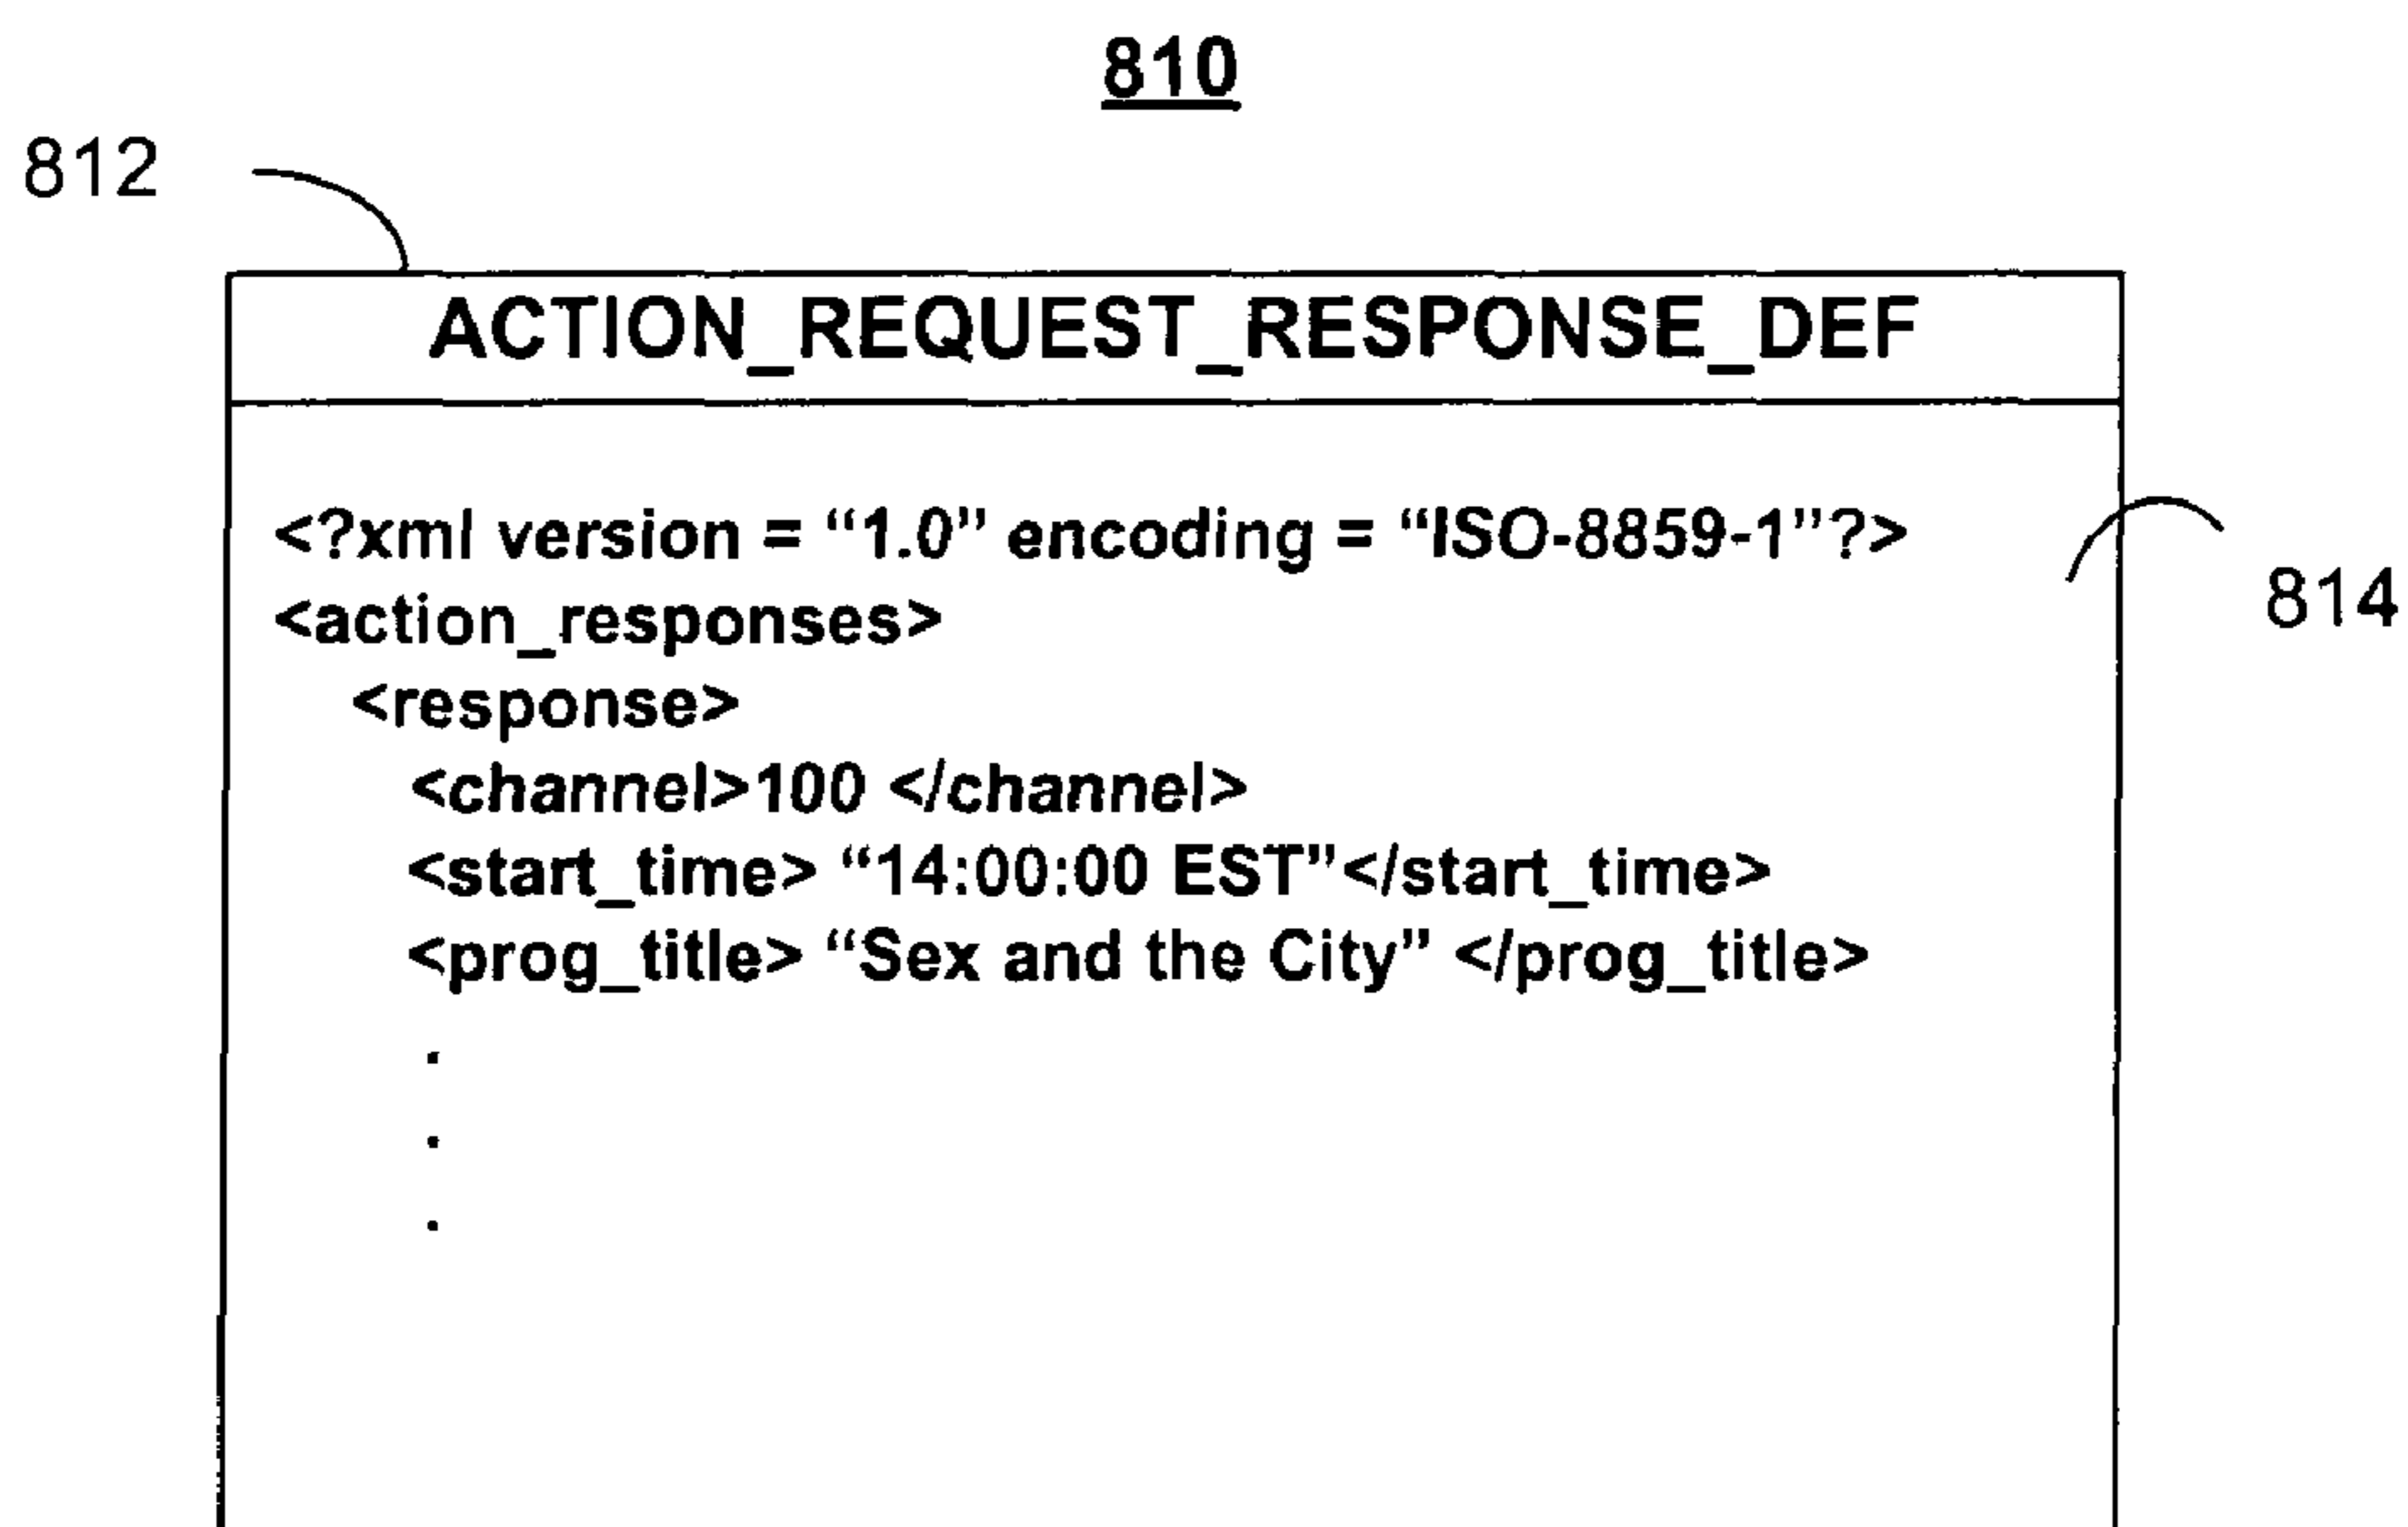 810
812
ACTION_REQUEST_RESPONSE_DEF
<?xml version = “1.0” encoding = “ISO-8859-1”?>
<action_responses>
814
<response>
<channel>100 </channel>
<start_time> “14:00:00 EST”</start_time>
<prog_title> “Sex and the City” </prog_title>
.
.
.